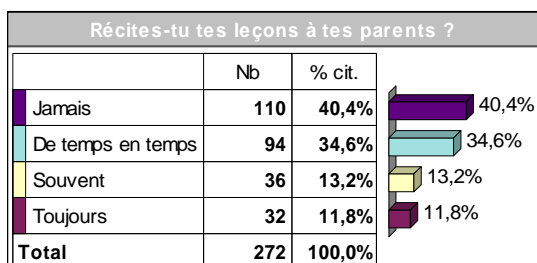 Récites-tu tes leçons à tes parents ?
Nb % cit.
Jamais 110 40,4% 40,4%
De temps en temps 94 34,6% 34,6%
Souvent 36 13,2% 13,2%
Toujours 32 11,8% 11,8%
Total 272 100,0%